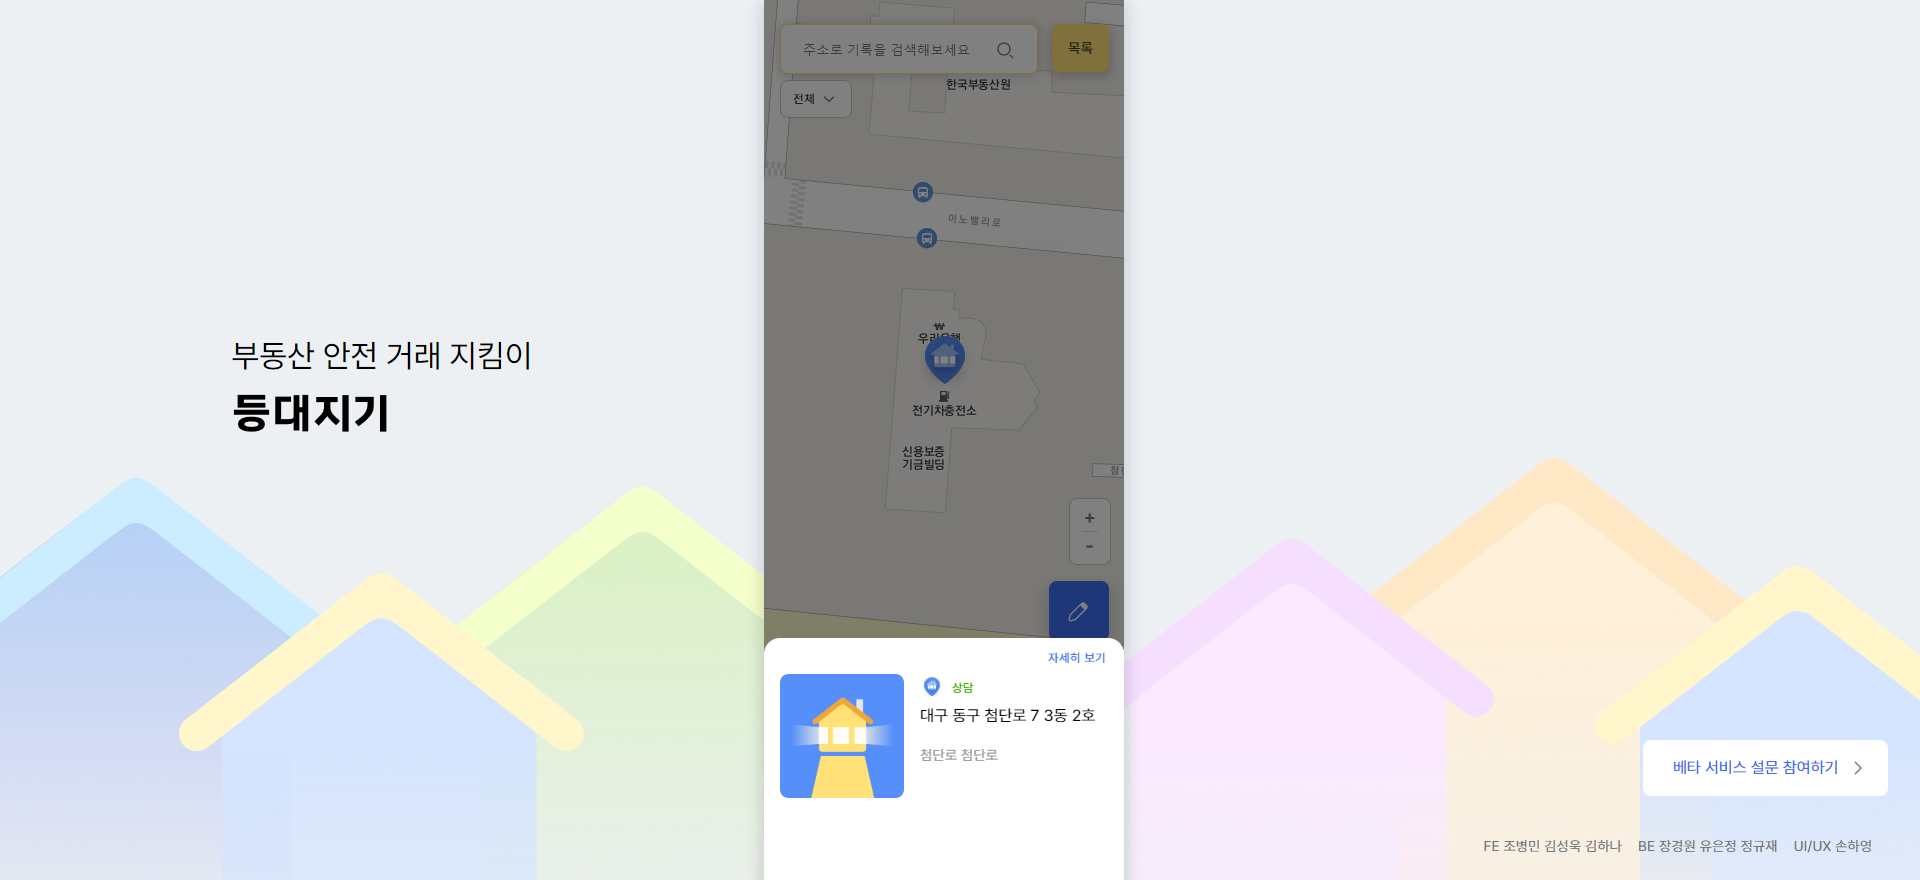 부동산 안전 거래 지킴이
등대지기
주소로 기록을 검색해보세요
목록
전체
한국부동산원
이노밸리로
우리은행
전기차충전소
신용보증
기금빌딩
+
-
자세히 보기
상담
대구 동구 첨단로 7 3동 2호
첨단로 첨단로
베타 서비스 설문 참여하기
FE 조병민 김성욱 김하나 BE 장경원 유은정 정규재 UI/UX 손하영